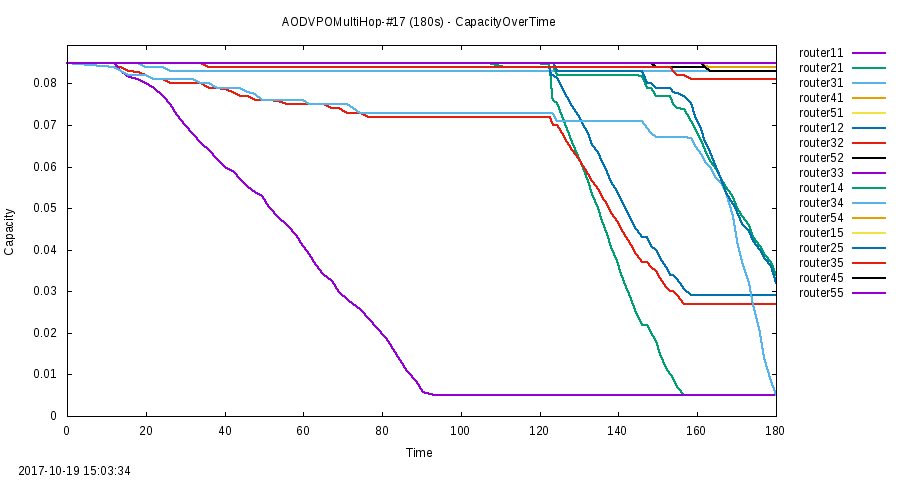 AODVPOMultiHop-#17 (180s) - CapacityOverTime
Capacity
0.08
0.07
0.06
0.05
0.04
0.03
0.02
0.01
0
0 20 40 60 80 100 120 140 160 180
Time
router11
router21
router31
router41
router51
router12
router32
router52
router33
router14
router34
router54
router15
router25
router35
router45
router55
2017-10-19 15:03:34